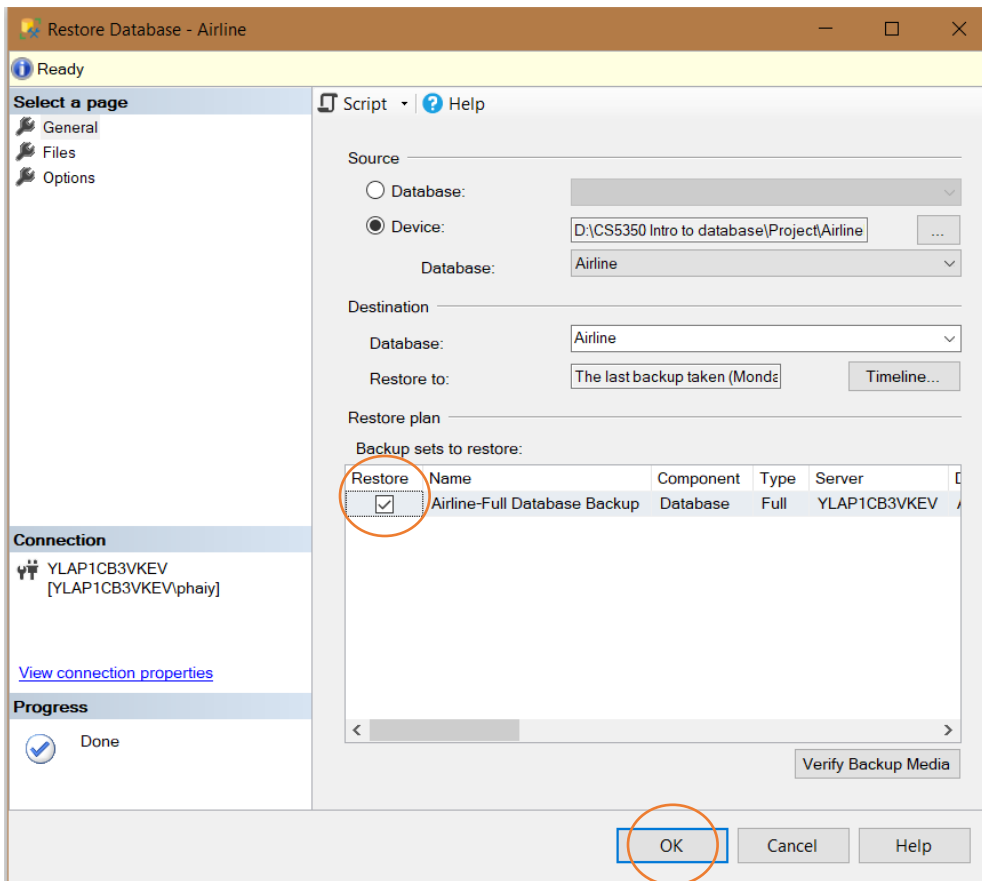 Restore Database - Airline
Ready
Select a page
General
Files
Options
Script
Help
Source
Database:
Device:
D:\CS5350 Intro to database\Project\Airline
...
Database:
Airline
Destination
Database:
Airline
Restore to:
The last backup taken (Monda
Timeline...
Restore plan
Backup sets to restore:
Restore Name Component Type Server
Airline-Full Database Backup Database Full YLAP1CB3VKEV
Connection
YLAP1CB3VKEV
[YLAP1CB3VKEV\phaiy]
View connection properties
Progress
Done
Verify Backup Media
OK Cancel Help